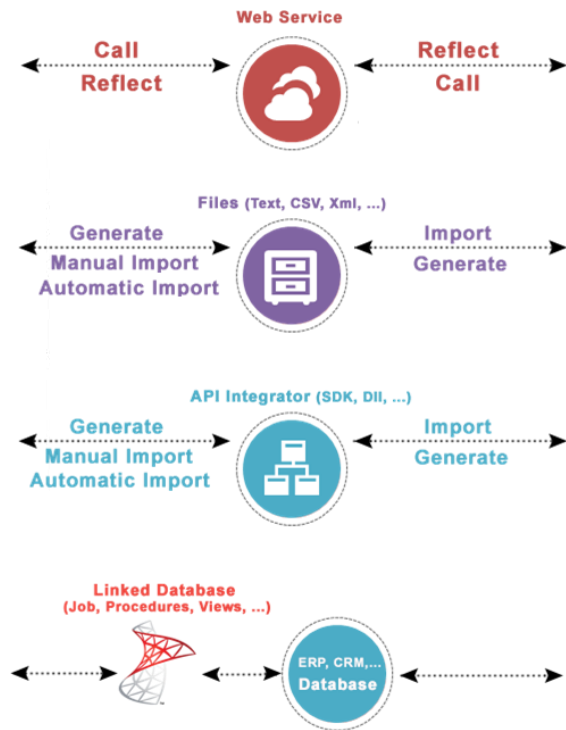 Web Service
Call
Reflect
Reflect
Call
Files (Text, CSV, Xml, ...)
Generate
Manual Import
Automatic Import
Import
Generate
API Integrator (SDK, Dll, ...)
Generate
Manual Import
Automatic Import
Import
Generate
Linked Database
(Job, Procedures, Views, ...)
ERP, CRM,...
Database